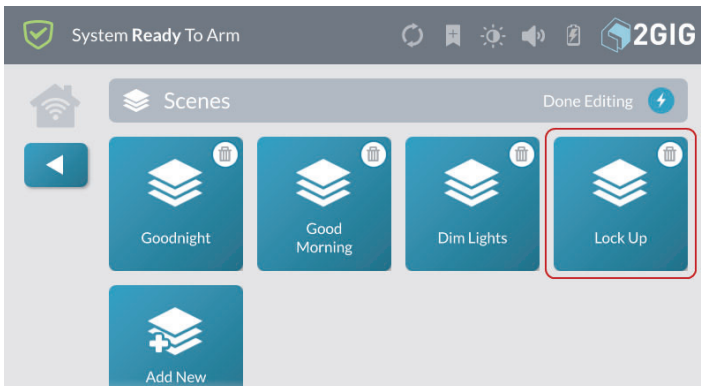 System Ready To Arm
2GIG
Scenes
Done Editing
Goodnight
Good
Morning
Dim Lights
Lock Up
Add New